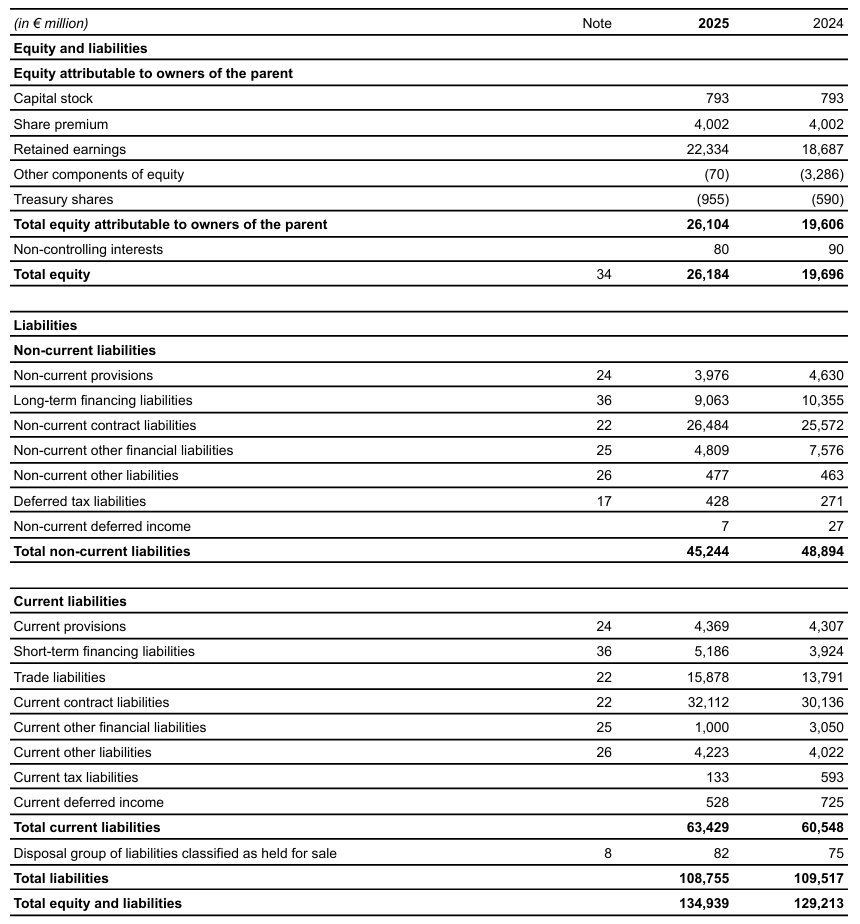 (in € million) Note 2025 2024
Equity and liabilities
Equity attributable to owners of the parent
Capital stock 793 793
Share premium 4,002 4,002
Retained earnings 22,334 18,687
Other components of equity (70) (3,286)
Treasury shares (955) (590)
Total equity attributable to owners of the parent 26,104 19,606
Non-controlling interests 80 90
Total equity 34 26,184 19,696
Liabilities
Non-current liabilities
Non-current provisions 24 3,976 4,630
Long-term financing liabilities 36 9,063 10,355
Non-current contract liabilities 22 26,484 25,572
Non-current other financial liabilities 25 4,809 7,576
Non-current other liabilities 26 477 463
Deferred tax liabilities 17 428 271
Non-current deferred income 7 27
Total non-current liabilities 45,244 48,894
Current liabilities
Current provisions 24 4,369 4,307
Short-term financing liabilities 36 5,186 3,924
Trade liabilities 22 15,878 13,791
Current contract liabilities 22 32,112 30,136
Current other financial liabilities 25 1,000 3,050
Current other liabilities 26 4,223 4,022
Current tax liabilities 133 593
Current deferred income 528 725
Total current liabilities 63,429 60,548
Disposal group of liabilities classified as held for sale 8 82 75
Total liabilities 108,755 109,517
Total equity and liabilities 134,939 129,213